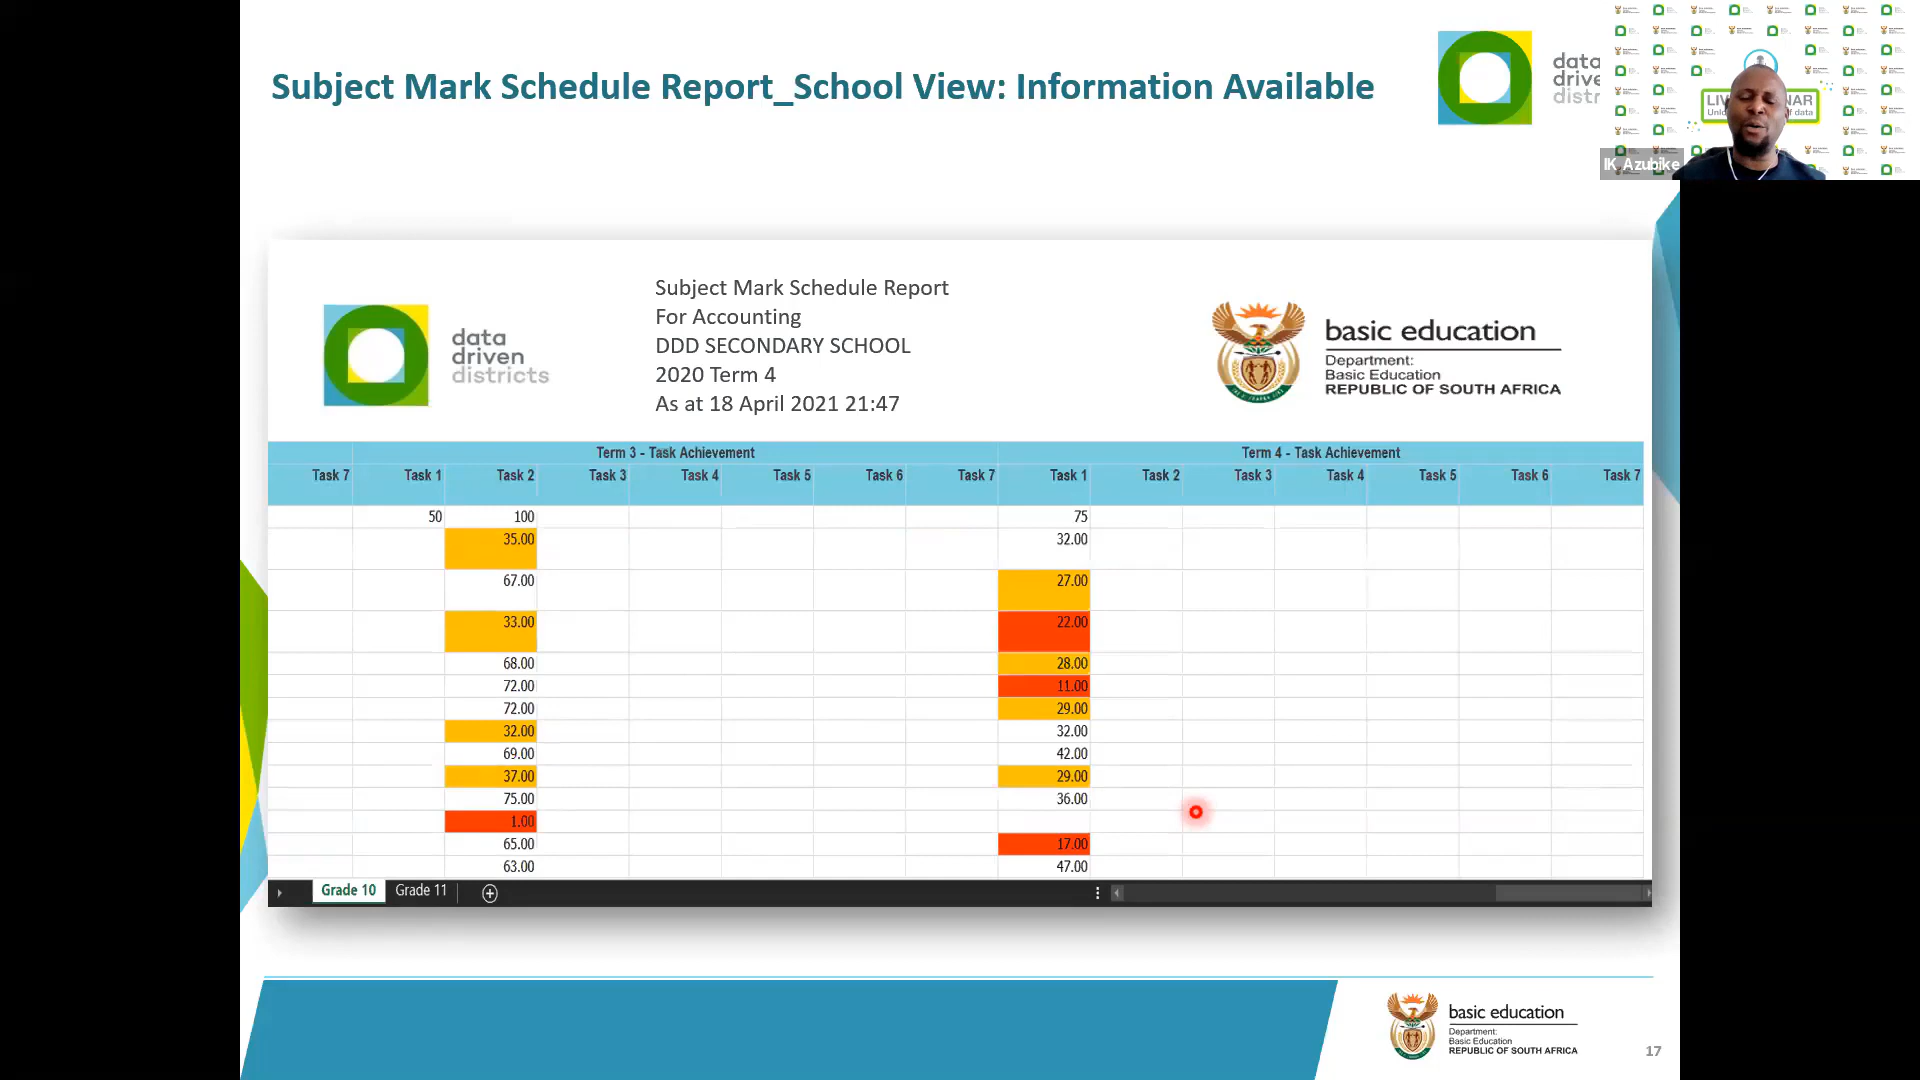 Subject Mark Schedule Report_School View: Information Available
data
drive
distr
LIV NAR
f data
IK_Azubike
data
driven
districts
Subject Mark Schedule Report
For Accounting
DDD SECONDARY SCHOOL
2020 Term 4
As at 18 April 2021 21:47
basic education
Department:
Basic Education
REPUBLIC OF SOUTH AFRICA
Term 3 - Task Achievement Term 4 - Task Achievement
Task 7 Task 1 Task 2 Task 3 Task 4 Task 5 Task 6 Task 7 Task 1 Task 2 Task 3 Task 4 Task 5 Task 6 Task 7
50 100 75
35.00 32.00
67.00 27.00
33.00 22.00
68.00 28.00
72.00 11.00
72.00 29.00
32.00 32.00
69.00 42.00
37.00 29.00
75.00 36.00
1.00
65.00 17.00
63.00 47.00
Grade 10 Grade 11
basic education
Department:
Basic Education
REPUBLIC OF SOUTH AFRICA
17